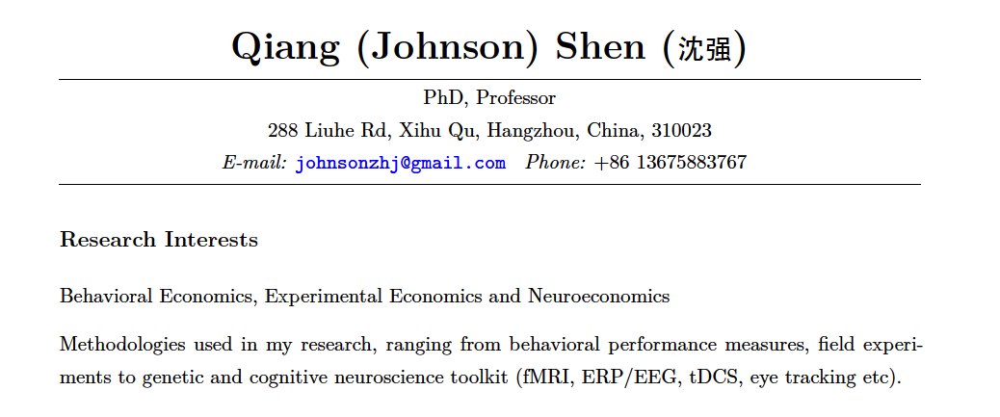 Qiang (Johnson) Shen (沈强)
PhD, Professor
288 Liuhe Rd, Xihu Qu, Hangzhou, China, 310023
E-mail: johnsonzhj@gmail.com Phone: +86 13675883767
Research Interests
Behavioral Economics, Experimental Economics and Neuroeconomics
Methodologies used in my research, ranging from behavioral performance measures, field experi-
ments to genetic and cognitive neuroscience toolkit (fMRI, ERP/EEG, tDCS, eye tracking etc).